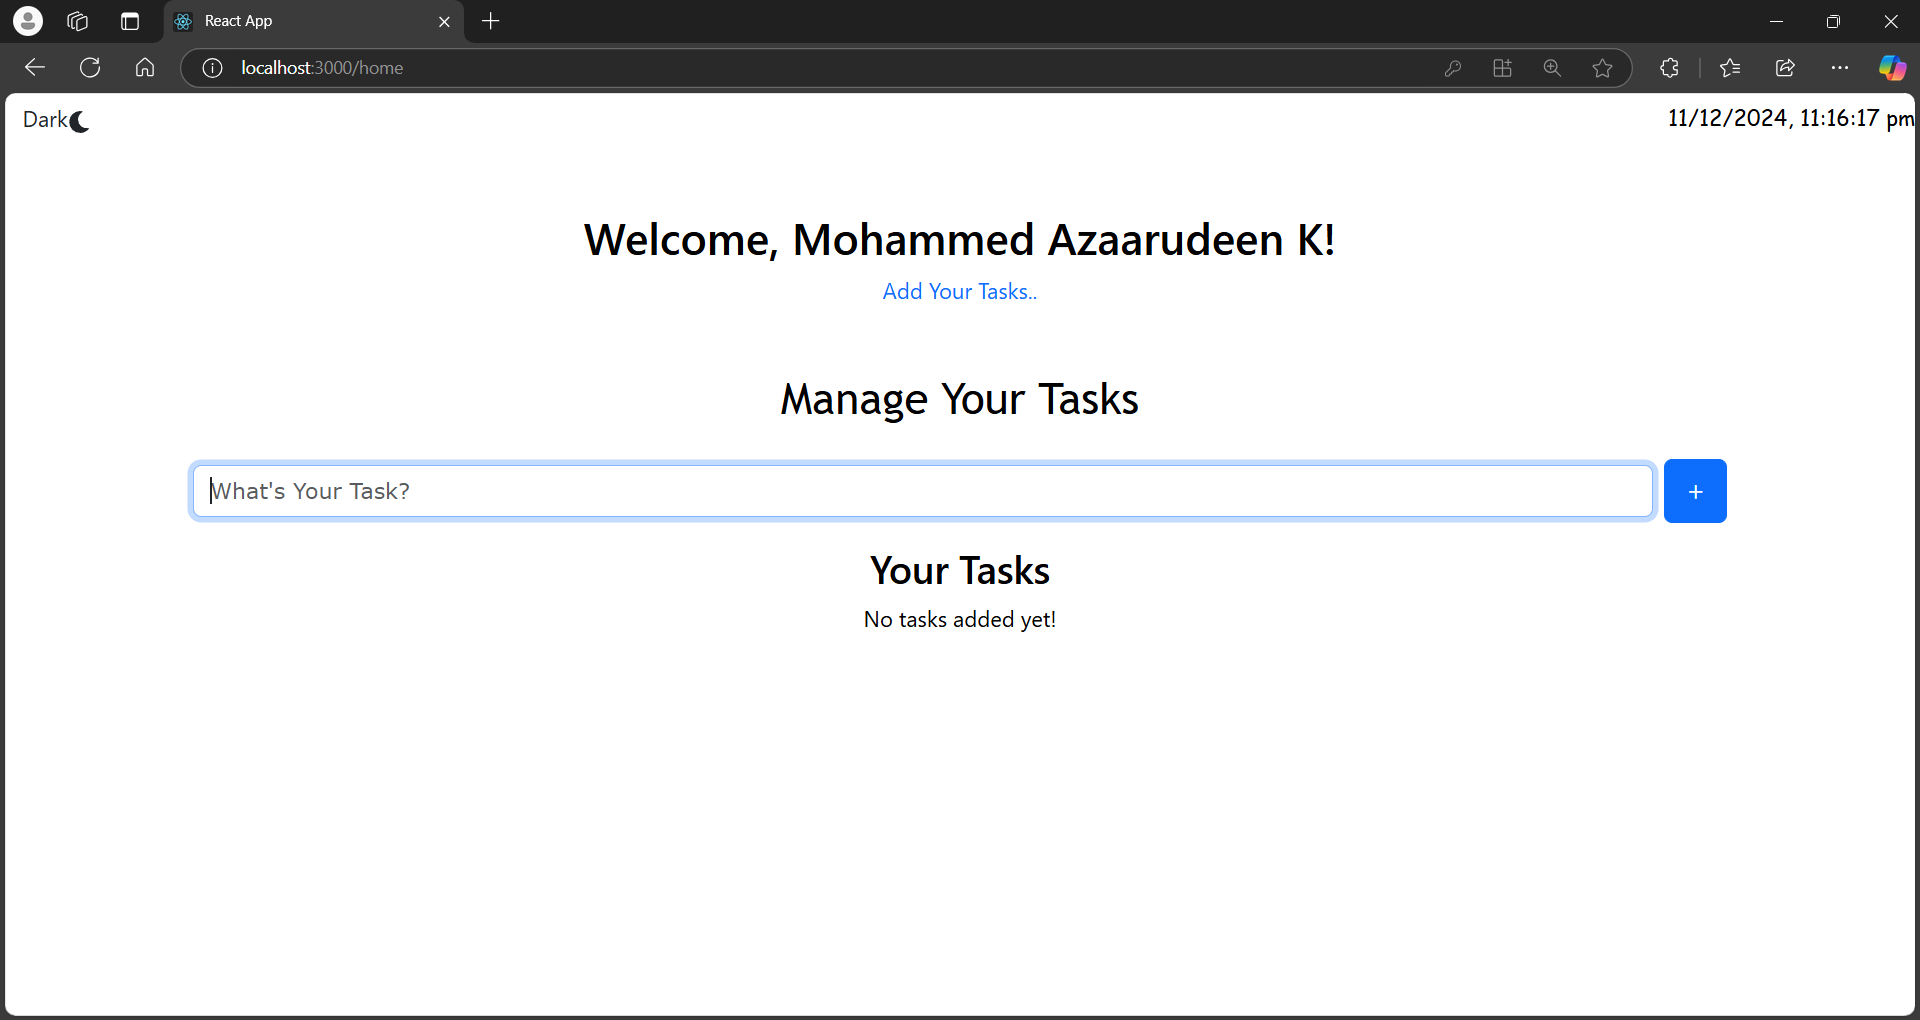 React App
localhost:3000/home
Dark
11/12/2024, 11:16:17 pm
Welcome, Mohammed Azaarudeen K!
Add Your Tasks..
Manage Your Tasks
What's Your Task?
+
Your Tasks
No tasks added yet!